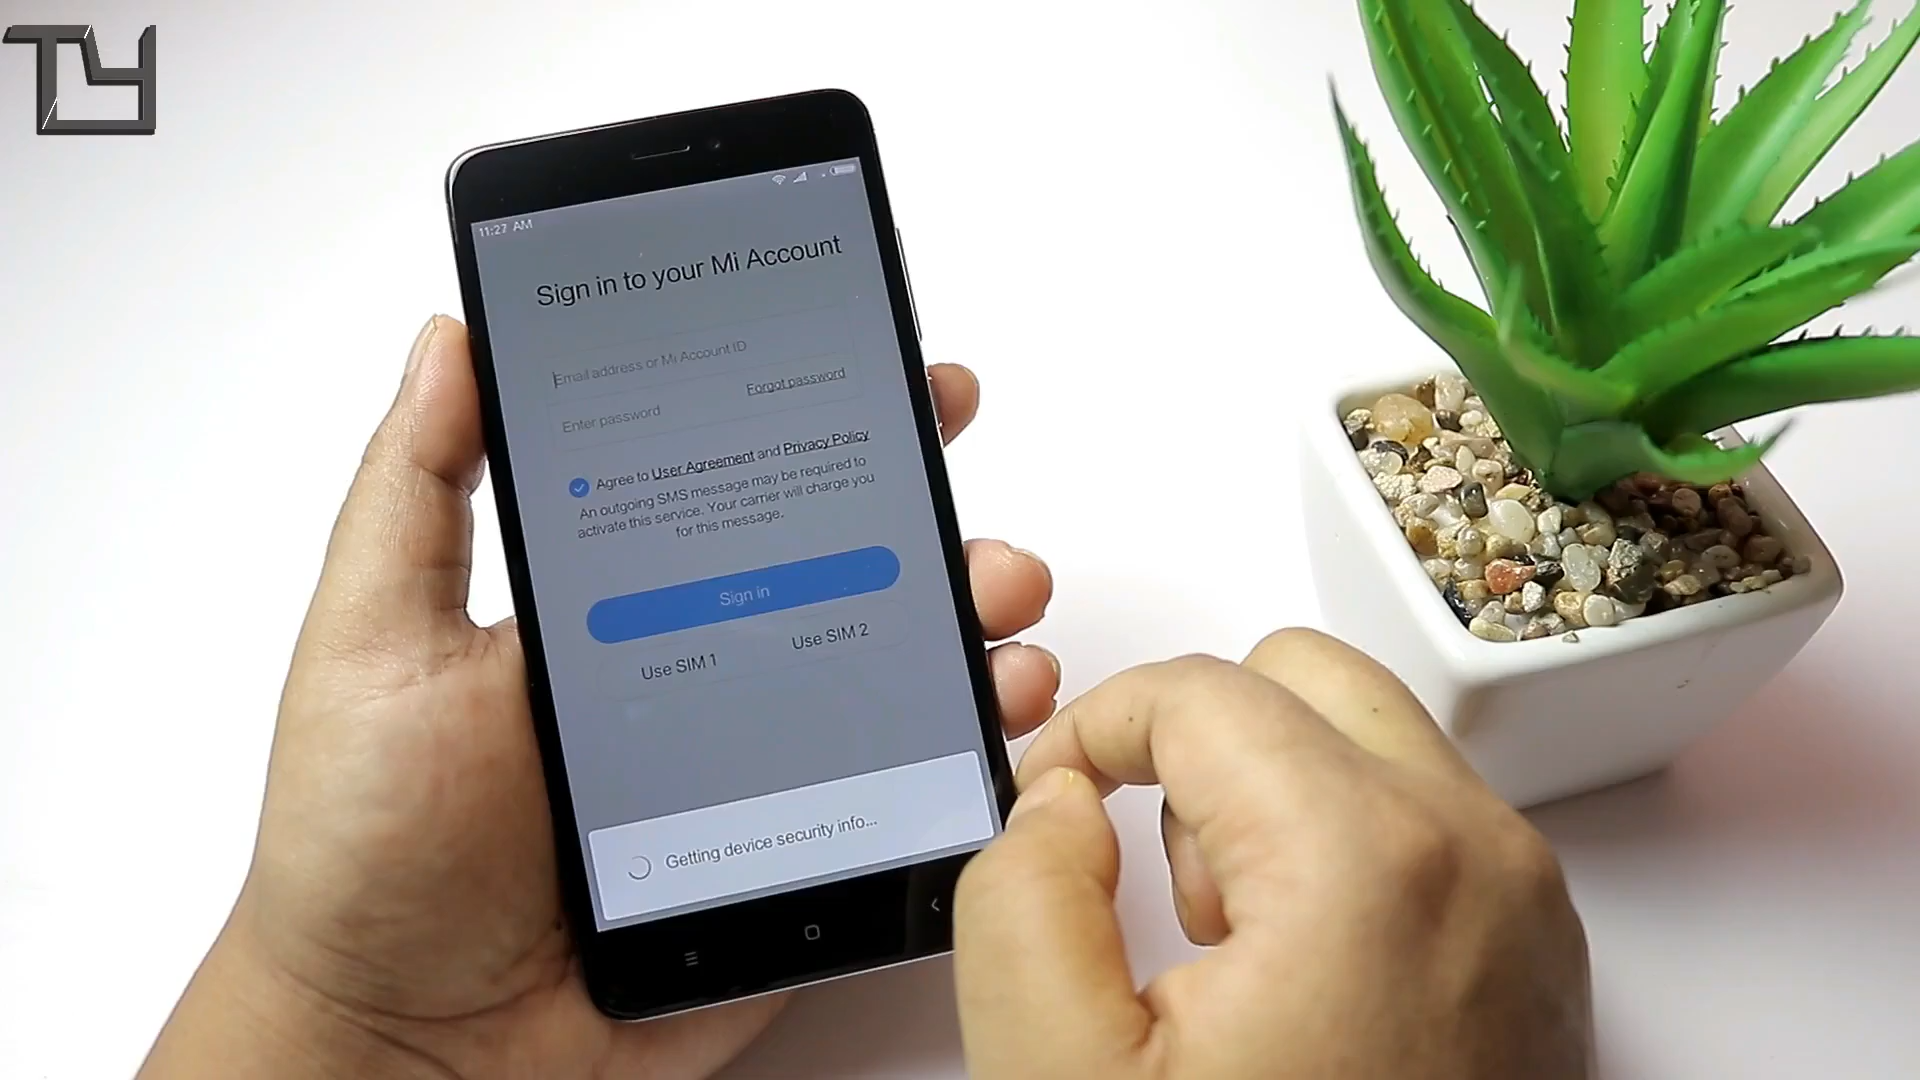 TY
11:27 AM
Sign in to your Mi Account
Email address or Mi Account ID
Forgot password
Enter password
Agree to User Agreement and Privacy Policy
An outgoing SMS message may be required to
activate this service. Your carrier will charge you
for this message.
Sign in
Use SIM 1
Use SIM 2
Getting device security info...